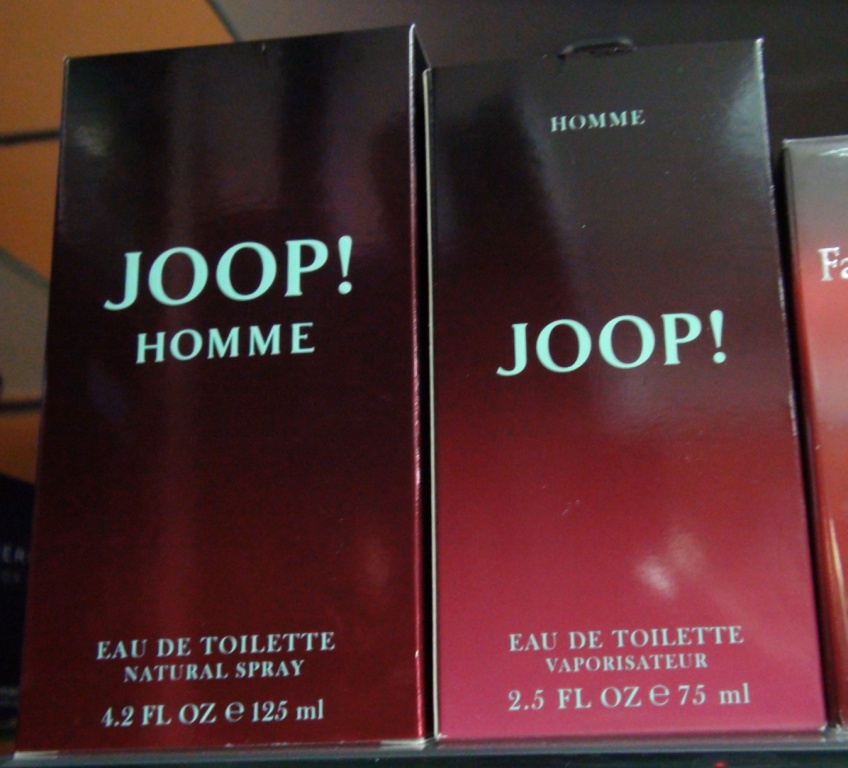 JOOP!
HOMME
EAU DE TOILETTE
NATURAL SPRAY
4.2 FL OZ ℮ 125 ml
HOMME
JOOP!
EAU DE TOILETTE
VAPORISATEUR
2.5 FL OZ ℮ 75 ml